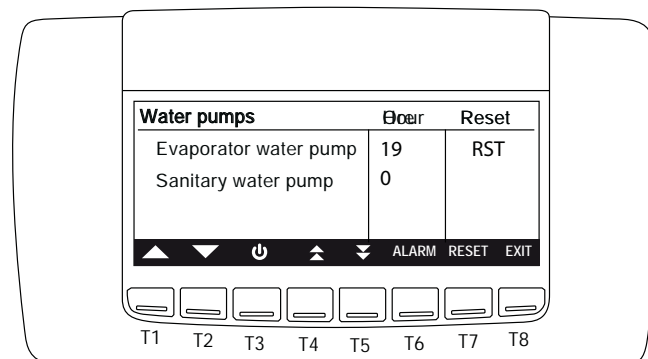 Water pumps Hour Reset
Evaporator water pump 19 RST
Sanitary water pump 0
ALARM RESET EXIT
T1 T2 T3 T4 T5 T6 T7 T8